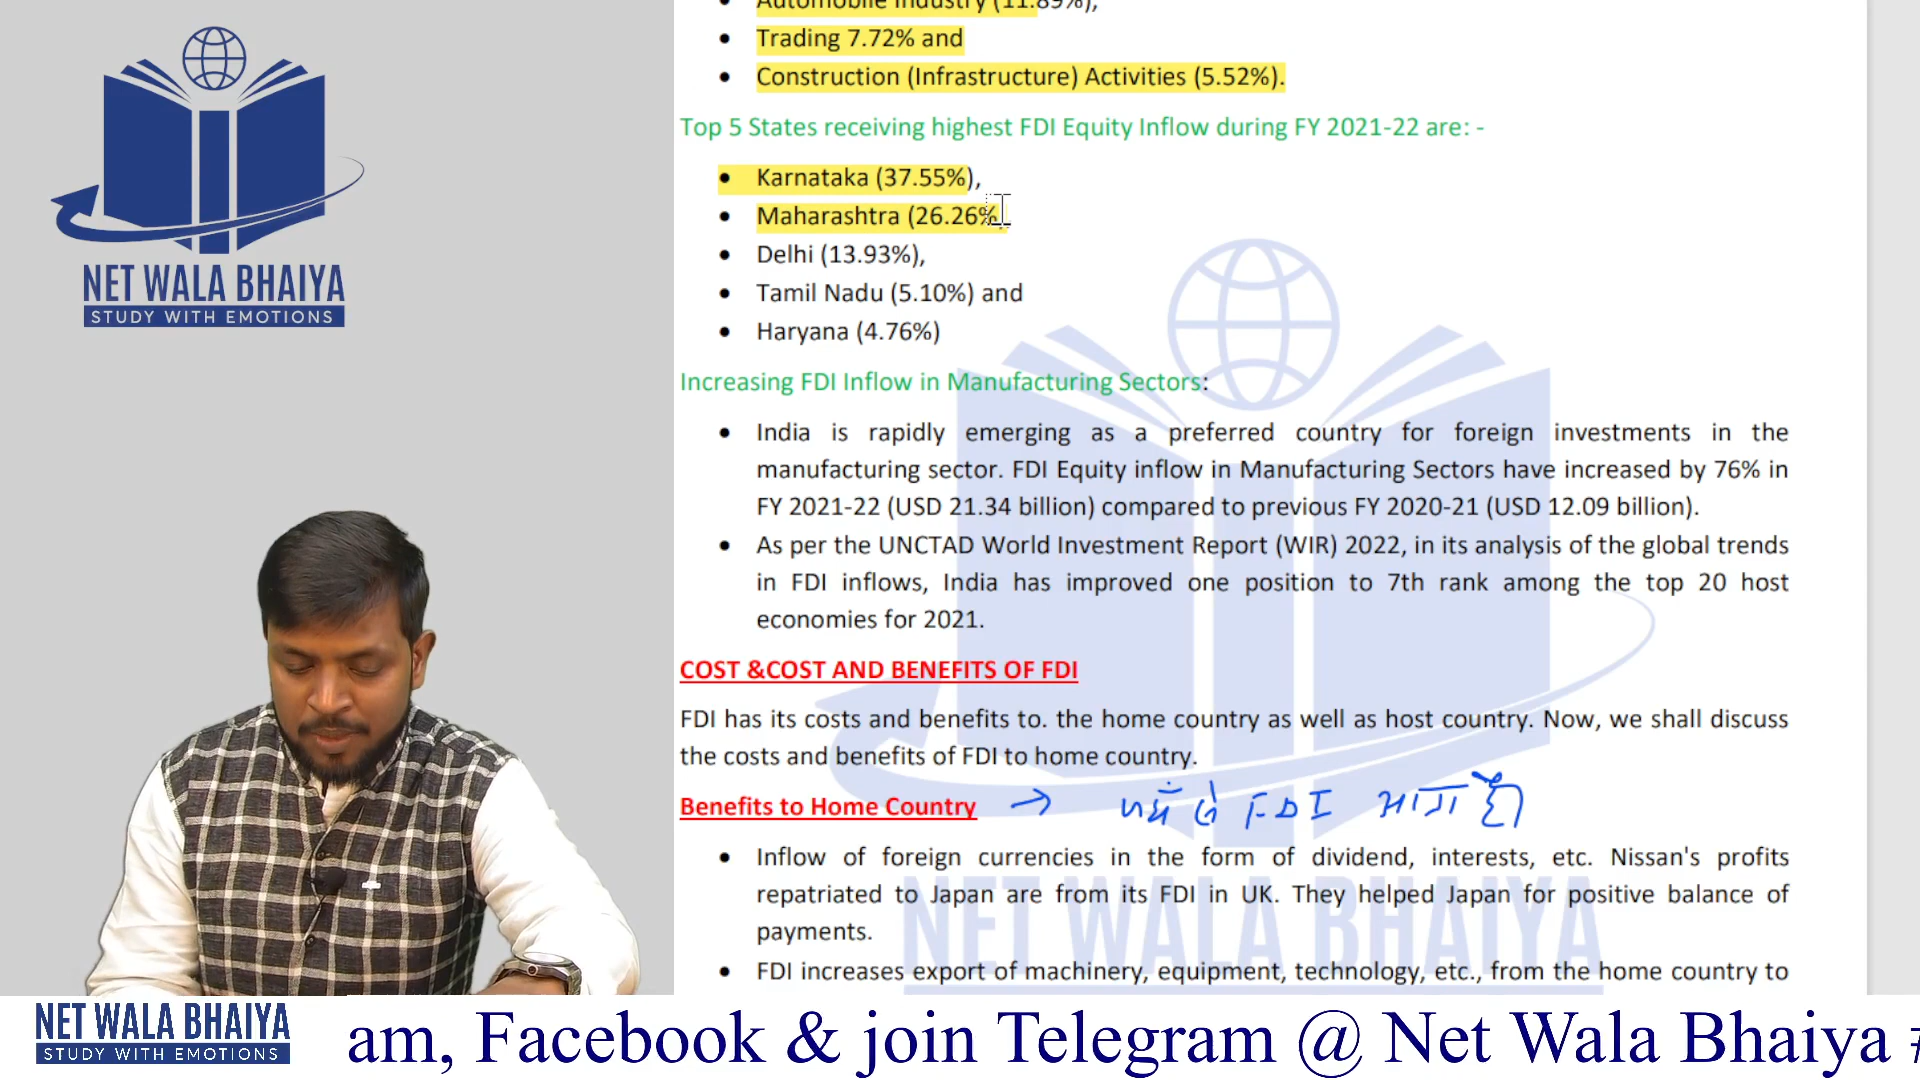 NET WALA BHAIYA
STUDY WITH EMOTIONS
• Automobile Industry (11.89%),
• Trading 7.72% and
• Construction (Infrastructure) Activities (5.52%).
Top 5 States receiving highest FDI Equity Inflow during FY 2021-22 are: -
• Karnataka (37.55%),
• Maharashtra (26.26%
• Delhi (13.93%),
• Tamil Nadu (5.10%) and
• Haryana (4.76%)
Increasing FDI Inflow in Manufacturing Sectors:
• India is rapidly emerging as a preferred country for foreign investments in the
manufacturing sector. FDI Equity inflow in Manufacturing Sectors have increased by 76% in
FY 2021-22 (USD 21.34 billion) compared to previous FY 2020-21 (USD 12.09 billion).
• As per the UNCTAD World Investment Report (WIR) 2022, in its analysis of the global trends
in FDI inflows, India has improved one position to 7th rank among the top 20 host
economies for 2021.
COST &COST AND BENEFITS OF FDI
FDI has its costs and benefits to. the home country as well as host country. Now, we shall discuss
the costs and benefits of FDI to home country.
Benefits to Home Country → FDI
• Inflow of foreign currencies in the form of dividend, interests, etc. Nissan's profits
repatriated to Japan are from its FDI in UK. They helped Japan for positive balance of
payments.
• FDI increases export of machinery, equipment, technology, etc., from the home country to
NET WALA BHAIYA
NET WALA BHAIYA
STUDY WITH EMOTIONS
am, Facebook & join Telegram @ Net Wala Bhaiya #